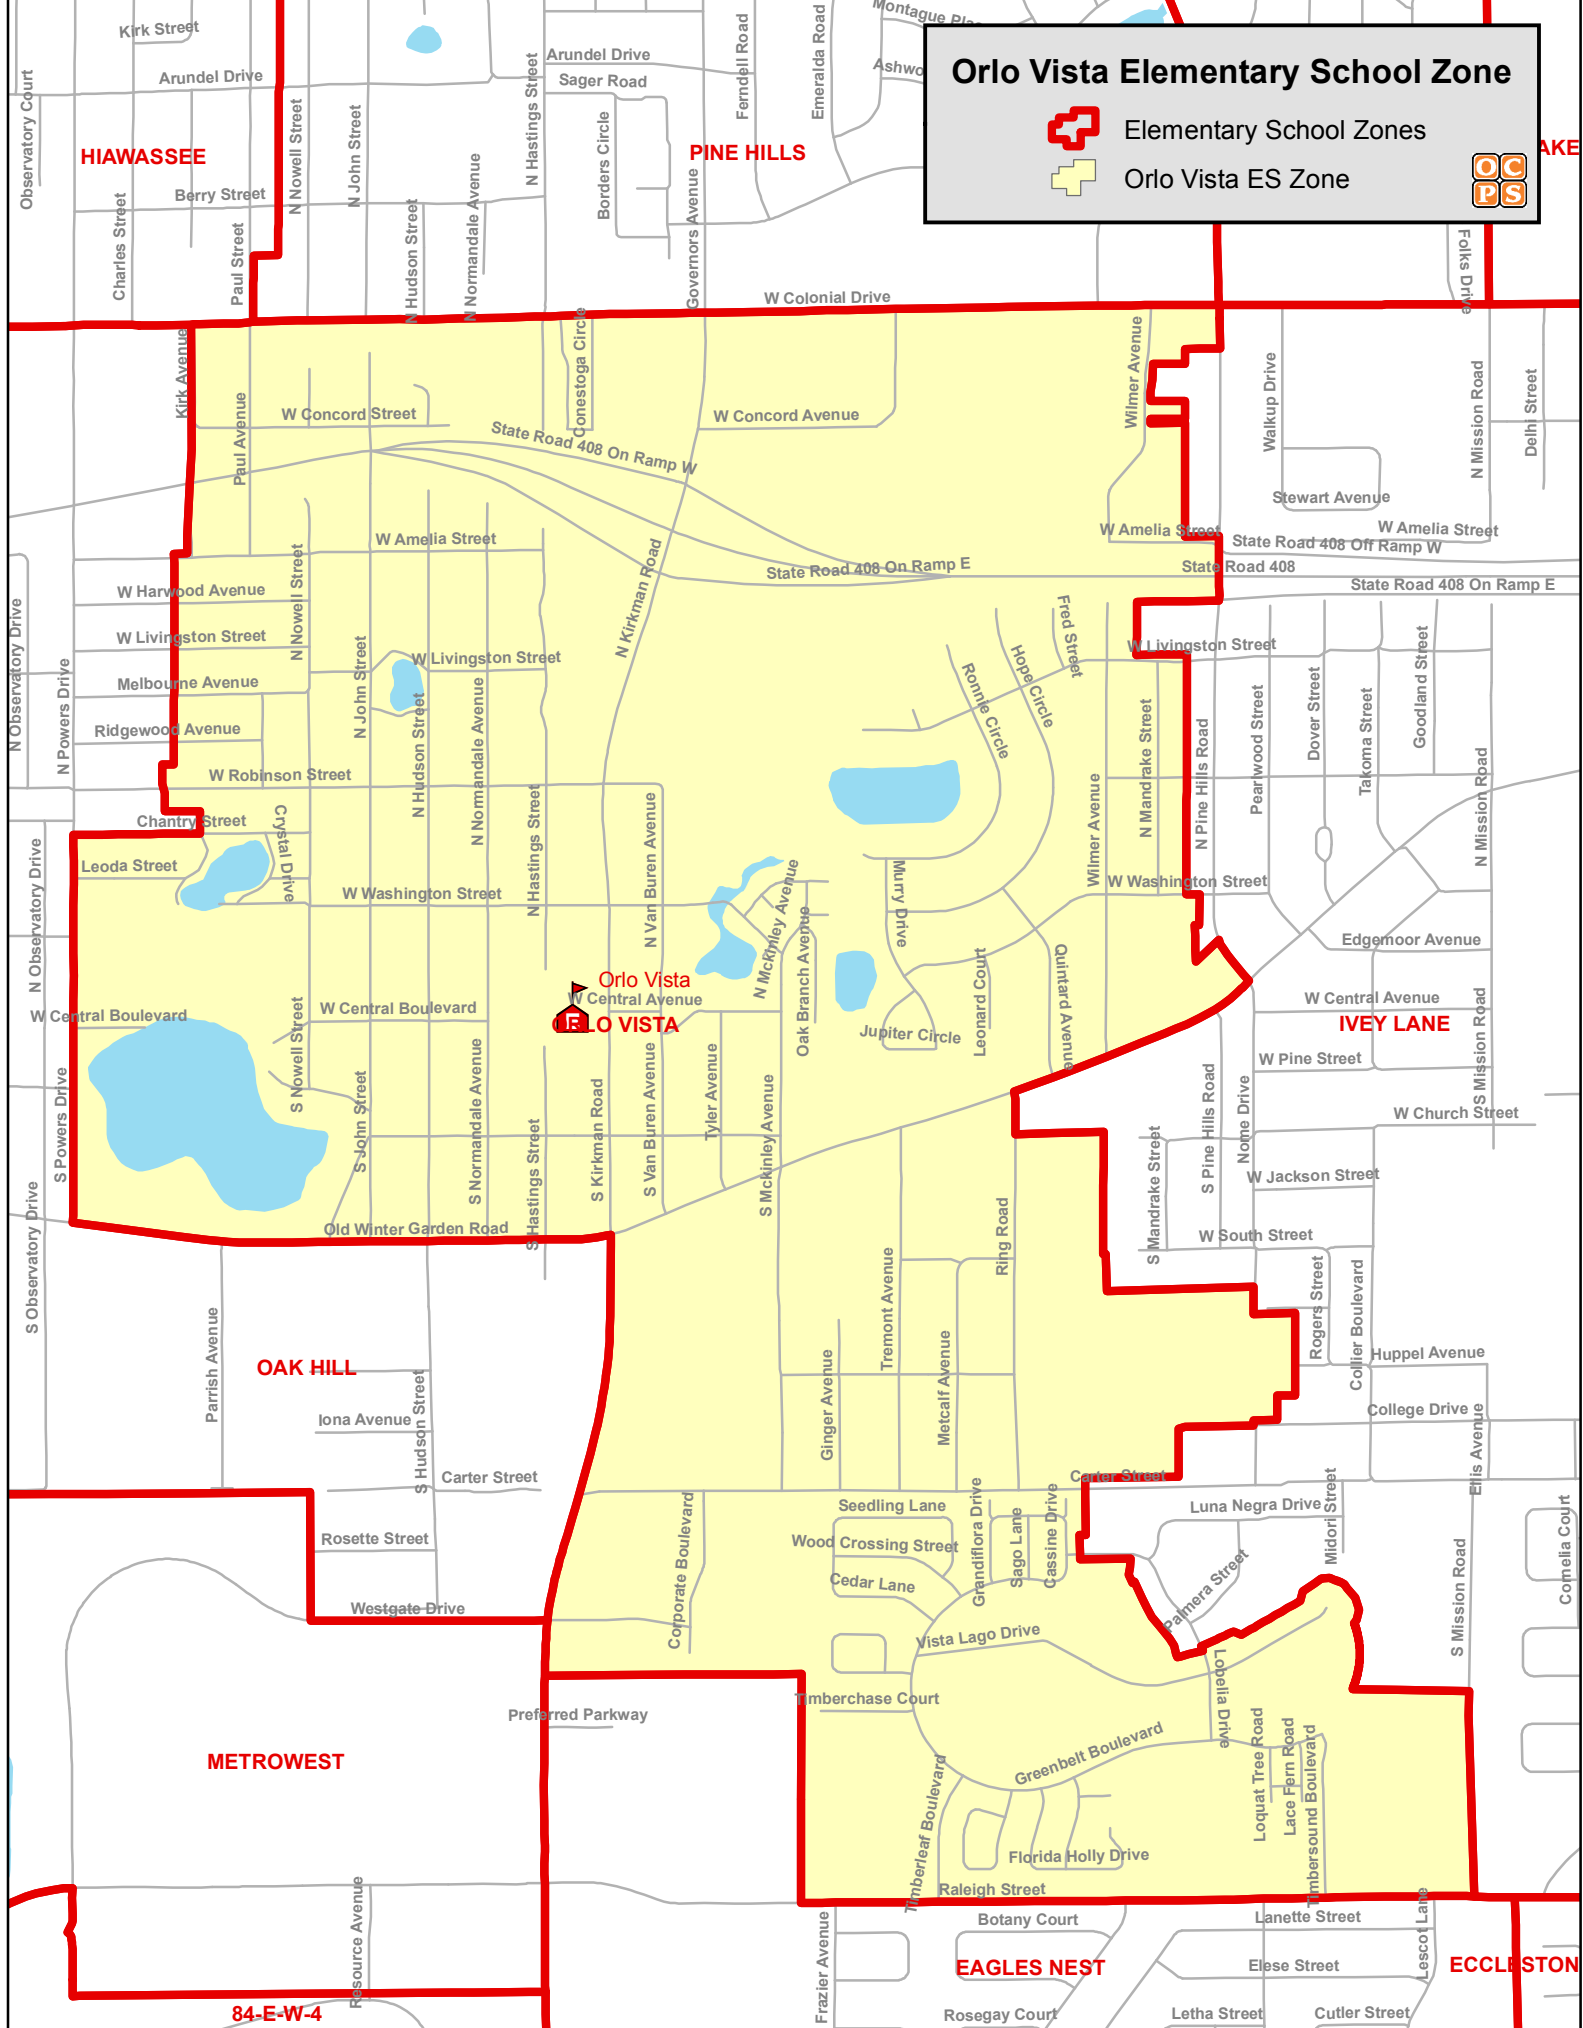 Orlo Vista Elementary School Zone
Elementary School Zones
Orlo Vista ES Zone
OC
PS
Kirk Street
Montague
Arundel Drive
Arundel Drive
Sager Road
Observatory Court
N Nowell Street
N John Street
N Hastings Street
Ferndell Road
Emeralda Road
Borders Circle
HIAWASSEE
PINE HILLS
Berry Street
Charles Street
Paul Street
N Hudson Street
N Normandale Avenue
Governors Avenue
Folks Drive
W Colonial Drive
Kirk Avenue
Conestoga Circle
Wilmer Avenue
Walkup Drive
N Mission Road
Delhi Street
Paul Avenue
W Concord Street
W Concord Avenue
State Road 408 On Ramp W
Stewart Avenue
W Amelia Street
W Amelia Street
W Amelia Street
State Road 408 Off Ramp W
State Road 408 On Ramp E
State Road 408
State Road 408 On Ramp E
W Harwood Avenue
N Nowell Street
N Kirkman Road
Fred Street
W Livingston Street
W Livingston Street
W Livingston Street
N Observatory Drive
N Powers Drive
Melbourne Avenue
N John Street
Ronnie Circle
Hope Circle
Ridgewood Avenue
N Hudson Street
N Normandale Avenue
N Mandrake Street
N Pine Hills Road
Pearlwood Street
Dover Street
Takoma Street
Goodland Street
N Mission Road
W Robinson Street
Chantry Street
Crystal Drive
N Hastings Street
N Van Buren Avenue
Wilmer Avenue
N Observatory Drive
Leoda Street
W Washington Street
W Washington Street
N Mckinley Avenue
Oak Branch Avenue
Murry Drive
Edgemoor Avenue
Leonard Court
Quintard Avenue
Orlo Vista
W Central Avenue
W Central Avenue
W Central Boulevard
W Central Boulevard
ORLO VISTA
IVEY LANE
Jupiter Circle
S Nowell Street
W Pine Street
S Mission Road
S Powers Drive
S John Street
S Normandale Avenue
S Hastings Street
S Kirkman Road
S Van Buren Avenue
Tyler Avenue
S Mckinley Avenue
S Pine Hills Road
Nome Drive
W Church Street
S Mandrake Street
W Jackson Street
S Observatory Drive
Old Winter Garden Road
Ring Road
W South Street
Tremont Avenue
Rogers Street
Collier Boulevard
Parrish Avenue
OAK HILL
Huppel Avenue
Ginger Avenue
Metcalf Avenue
Iona Avenue
S Hudson Street
College Drive
Ellis Avenue
Carter Street
Carter Street
Seedling Lane
Luna Negra Drive
Midori Street
Rosette Street
Corporate Boulevard
Wood Crossing Street
Grandiflora Drive
Sago Lane
Cassine Drive
Cedar Lane
Palmera Street
S Mission Road
Westgate Drive
Vista Lago Drive
Lobelia Drive
Timberchase Court
Preferred Parkway
METROWEST
Greenbelt Boulevard
Loquat Tree Road
Lace Fern Road
Timbersound Boulevard
Timberleaf Boulevard
Florida Holly Drive
Raleigh Street
Resource Avenue
Frazier Avenue
Botany Court
Lanette Street
Lescot Lane
EAGLES NEST
Elese Street
ECCLESTON
84-E-W-4
Rosegay Court
Letha Street
Cutler Street